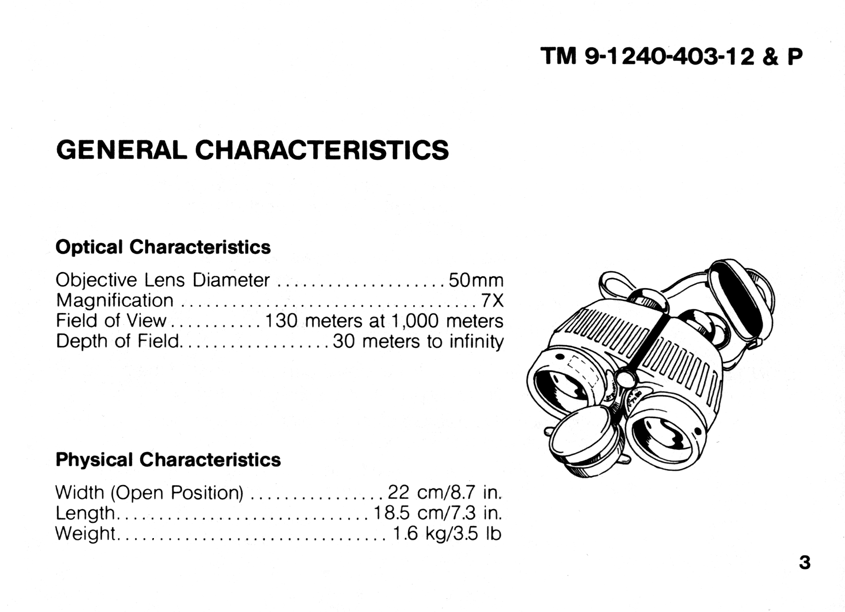 TM 9-1240-403-12 & P
GENERAL CHARACTERISTICS
Optical Characteristics
Objective Lens Diameter .................... 50mm
Magnification ................................... 7X
Field of View ........... 130 meters at 1,000 meters
Depth of Field.................. 30 meters to infinity
Physical Characteristics
Width (Open Position) ................ 22 cm/8.7 in.
Length.............................. 18.5 cm/7.3 in.
Weight................................ 1.6 kg/3.5 lb
3